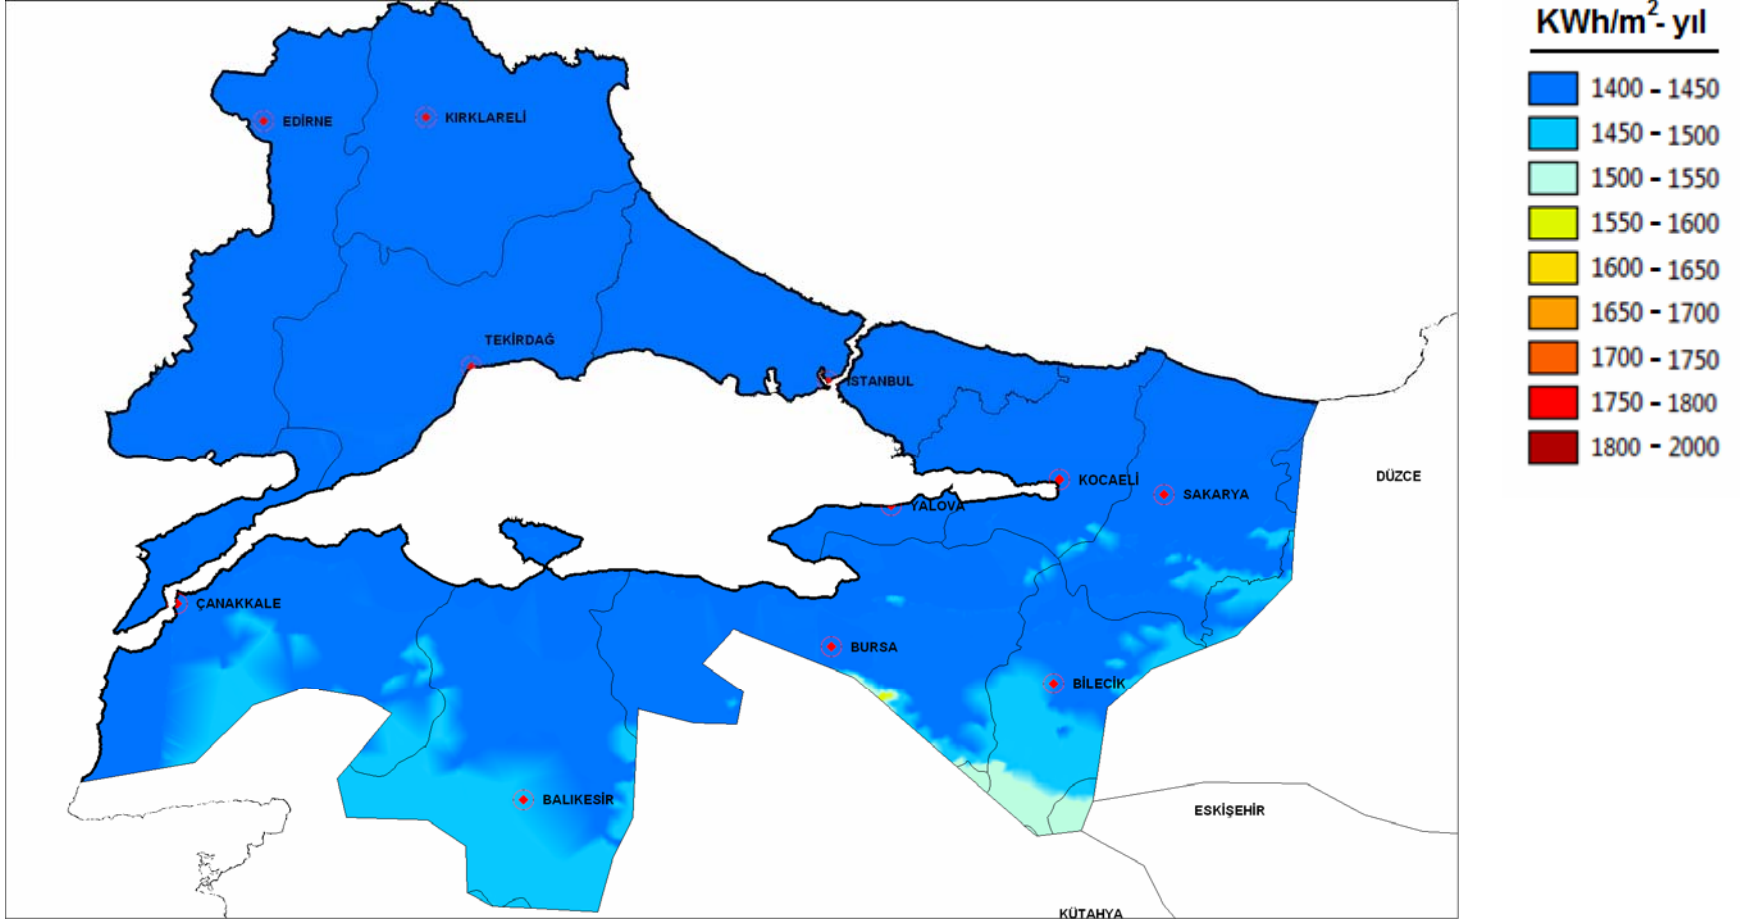 KWh/m²- yıl
1400 - 1450
1450 - 1500
1500 - 1550
1550 - 1600
1600 - 1650
1650 - 1700
1700 - 1750
1750 - 1800
1800 - 2000
EDİRNE
KIRKLARELİ
TEKİRDAĞ
İSTANBUL
KOCAELİ
SAKARYA
DÜZCE
YALOVA
ÇANAKKALE
BURSA
BİLECİK
BALIKESİR
ESKİŞEHİR
KÜTAHYA